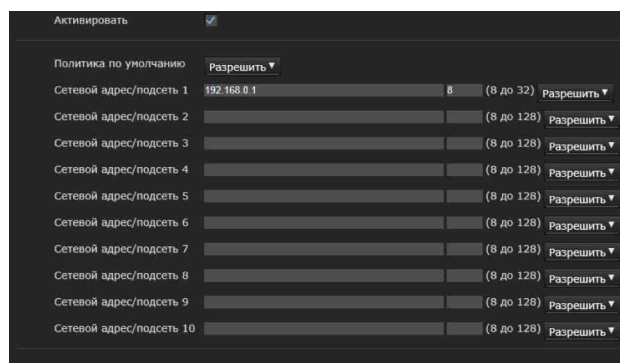 Активировать
Политика по умолчанию Разрешить
Сетевой адрес/подсеть 1 192.168.0.1 8 (8 до 32) Разрешить
Сетевой адрес/подсеть 2 (8 до 128) Разрешить
Сетевой адрес/подсеть 3 (8 до 128) Разрешить
Сетевой адрес/подсеть 4 (8 до 128) Разрешить
Сетевой адрес/подсеть 5 (8 до 128) Разрешить
Сетевой адрес/подсеть 6 (8 до 128) Разрешить
Сетевой адрес/подсеть 7 (8 до 128) Разрешить
Сетевой адрес/подсеть 8 (8 до 128) Разрешить
Сетевой адрес/подсеть 9 (8 до 128) Разрешить
Сетевой адрес/подсеть 10 (8 до 128) Разрешить